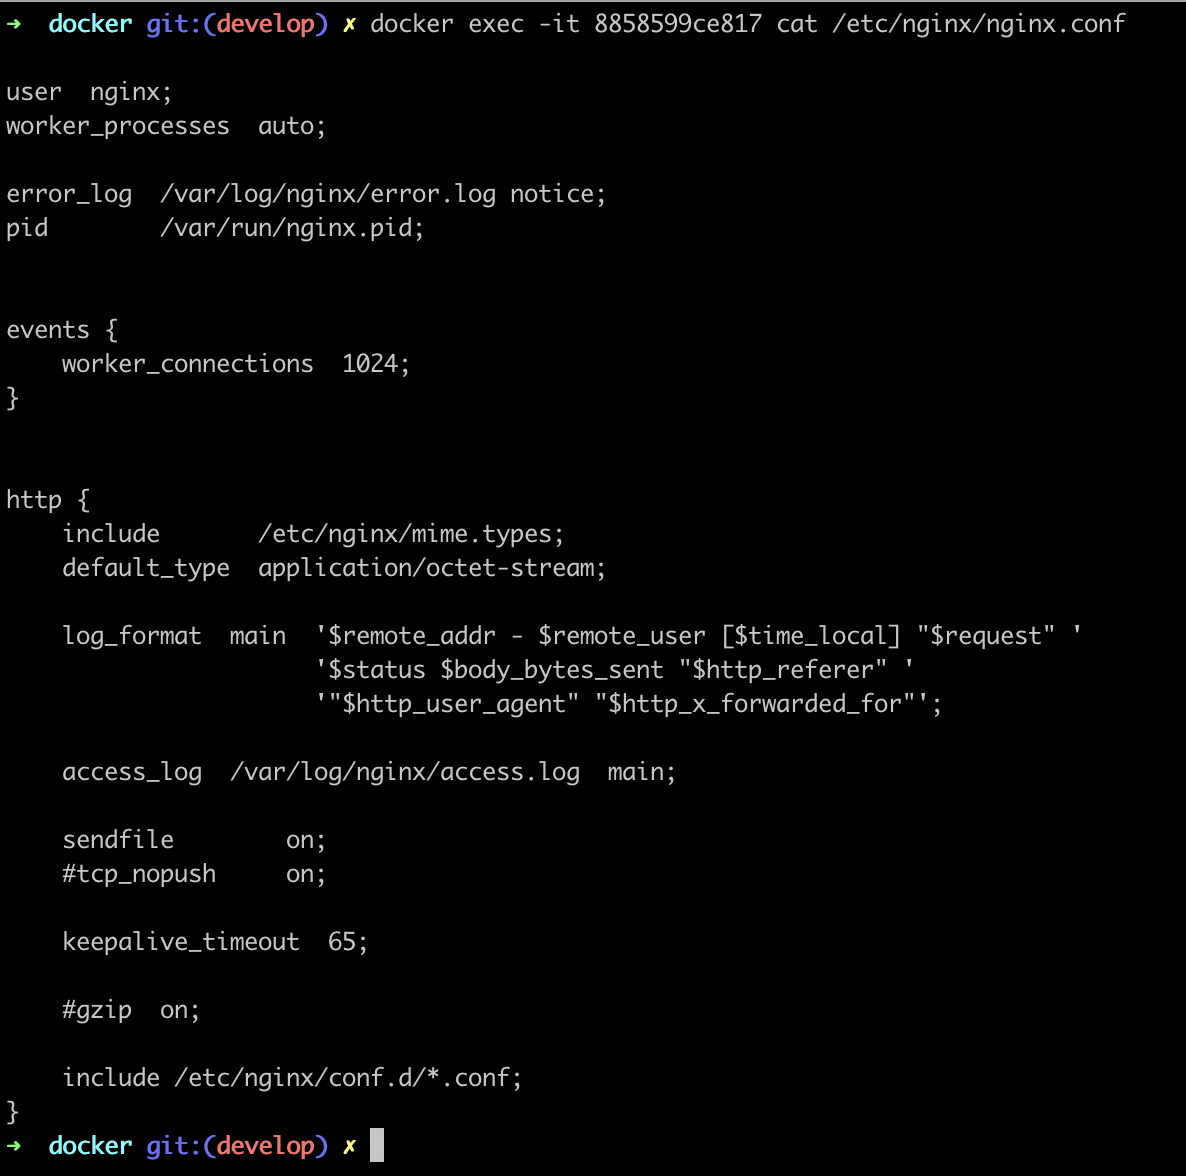 ➜  docker git:(develop) ✗ docker exec -it 8858599ce817 cat /etc/nginx/nginx.conf

user  nginx;
worker_processes  auto;

error_log  /var/log/nginx/error.log notice;
pid        /var/run/nginx.pid;


events {
    worker_connections  1024;
}


http {
    include       /etc/nginx/mime.types;
    default_type  application/octet-stream;

    log_format  main  '$remote_addr - $remote_user [$time_local] "$request" '
                      '$status $body_bytes_sent "$http_referer" '
                      '"$http_user_agent" "$http_x_forwarded_for"';

    access_log  /var/log/nginx/access.log  main;

    sendfile        on;
    #tcp_nopush     on;

    keepalive_timeout  65;

    #gzip  on;

    include /etc/nginx/conf.d/*.conf;
}
➜  docker git:(develop) ✗